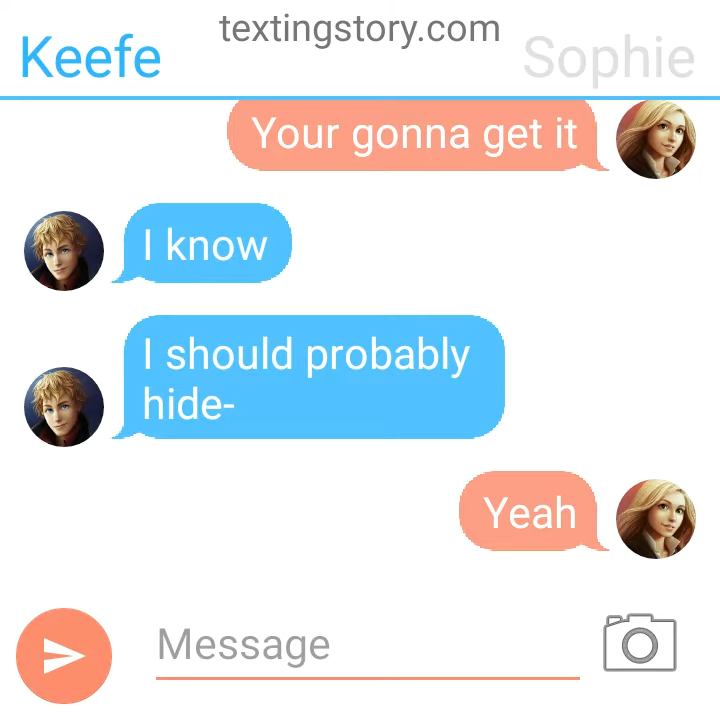 textingstory.com
Keefe
Sophie
Your gonna get it
I know
I should probably
hide-
Yeah
Message